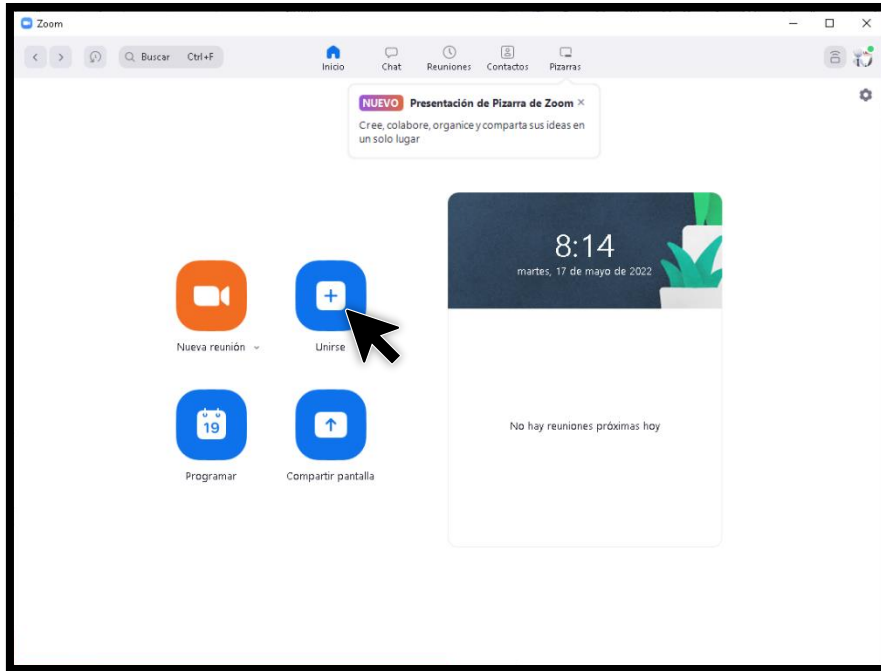 Zoom
Buscar Ctrl+F
Inicio
Chat
Reuniones
Contactos
Pizarras
NUEVO Presentación de Pizarra de Zoom
Cree, colabore, organice y comparta sus ideas en
un solo lugar
8:14
martes, 17 de mayo de 2022
Nueva reunión
Unirse
19
Programar
Compartir pantalla
No hay reuniones próximas hoy